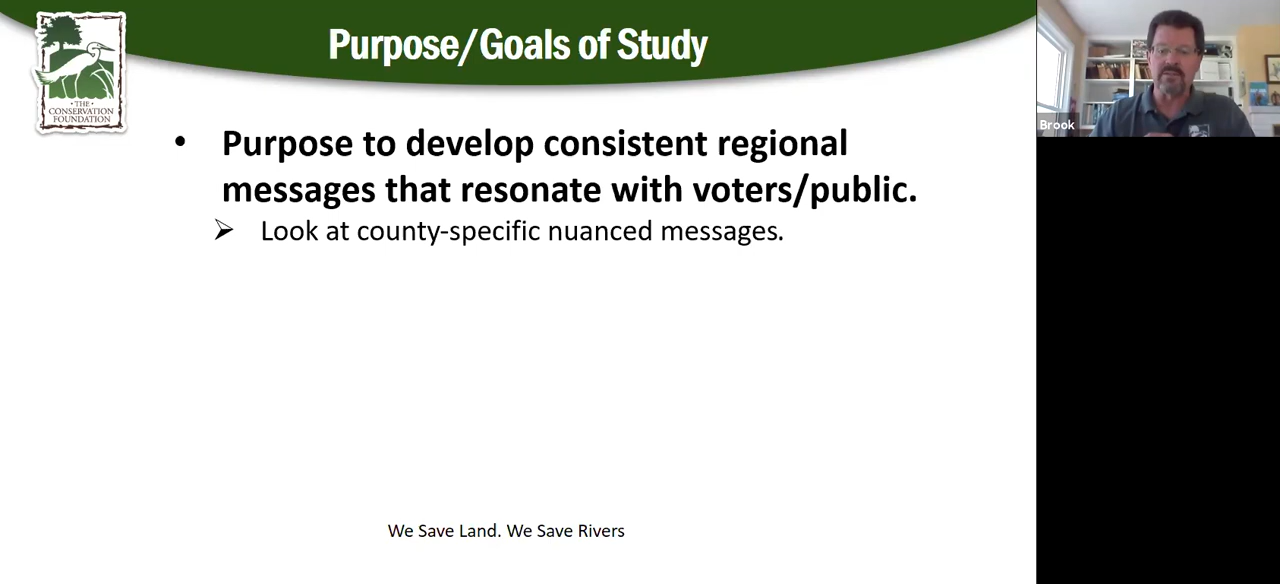 Purpose/Goals of Study
• THE •
CONSERVATION
FOUNDATION
Brook
• Purpose to develop consistent regional
messages that resonate with voters/public.
➢ Look at county-specific nuanced messages.
We Save Land. We Save Rivers